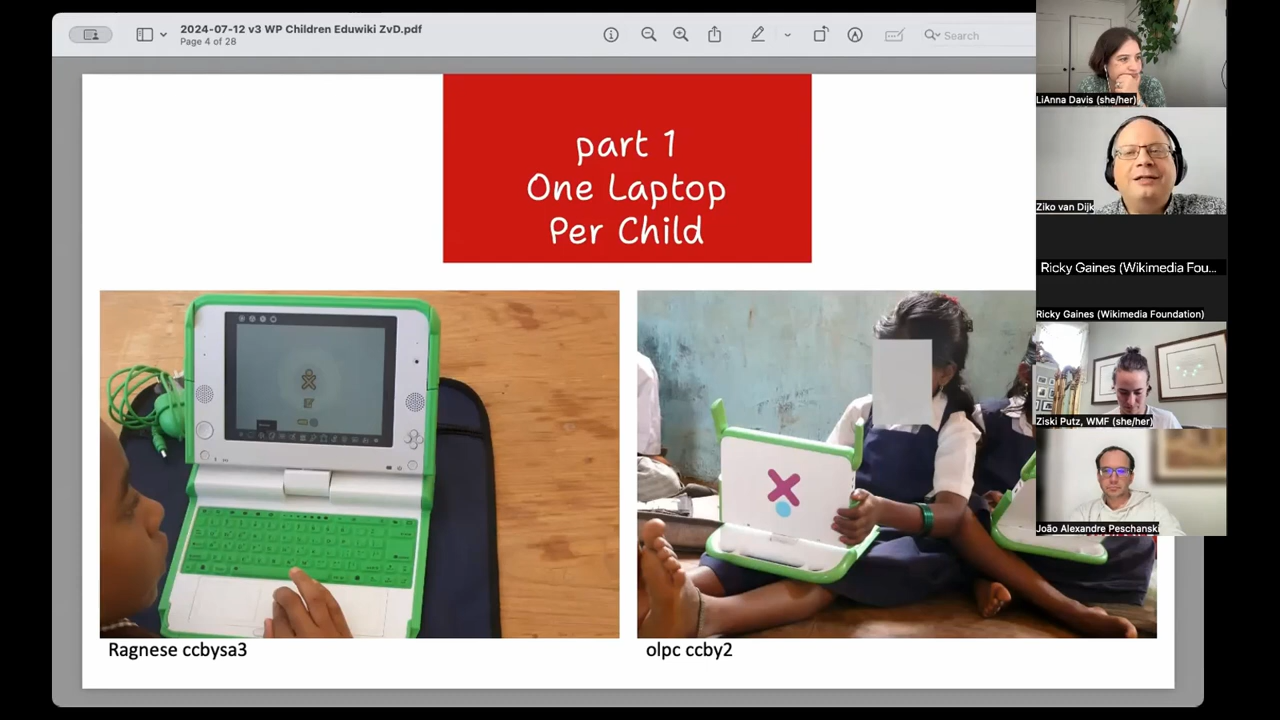 2024-07-12 v3 WP Children Eduwiki ZvD.pdf
Page 4 of 28
Search
part 1
One Laptop
Per Child
Ragnese ccbysa3
olpc ccby2
LiAnna Davis (she/her)
Ziko van Dijk
Ricky Gaines (Wikimedia Fou...
Ricky Gaines (Wikimedia Foundation)
Ziski Putz, WMF (she/her)
João Alexandre Peschanski